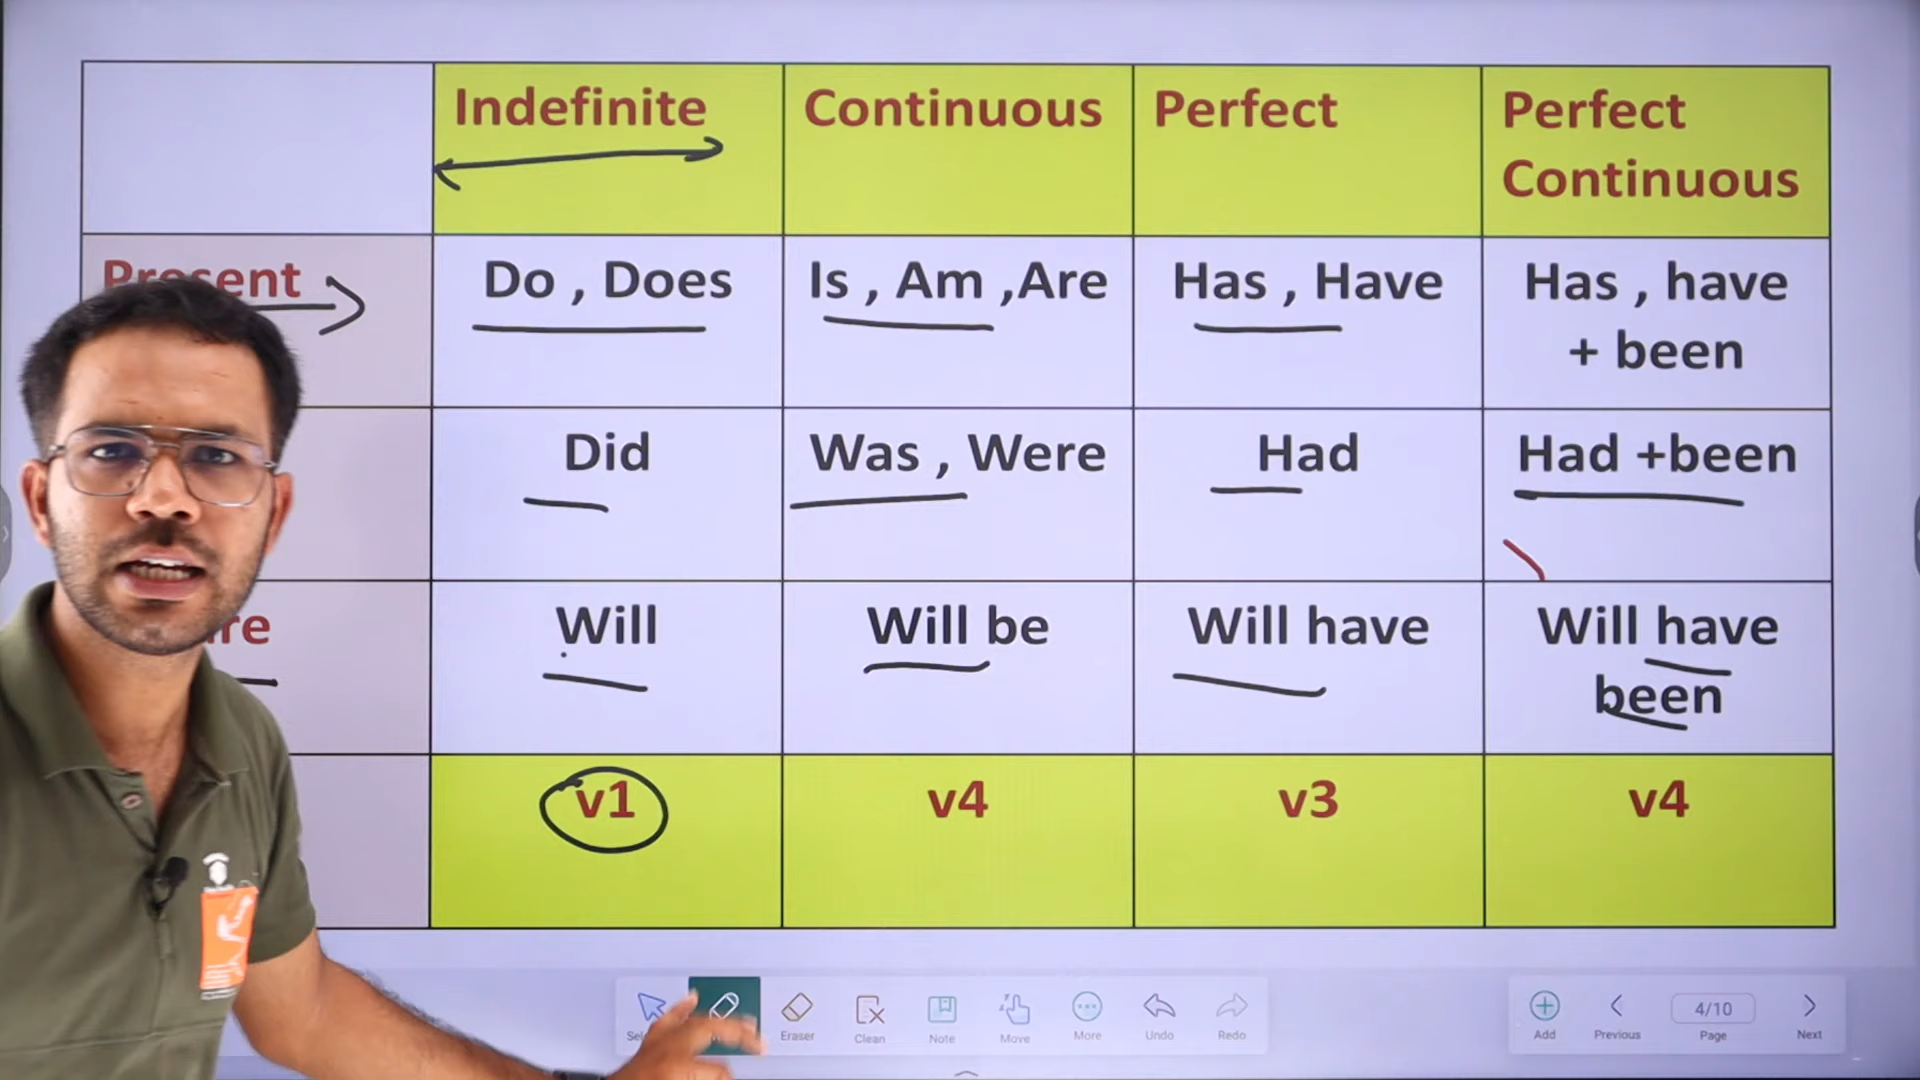 Indefinite
Continuous
Perfect
Perfect
Continuous
Present
Do , Does
Is , Am ,Are
Has , Have
Has , have
+ been
Did
Was , Were
Had
Had +been
Will
Will be
Will have
Will have
been
v1
v4
v3
v4
Eraser
Clean
Note
Move
More
Undo
Redo
Add
Previous
4/10
Page
Next